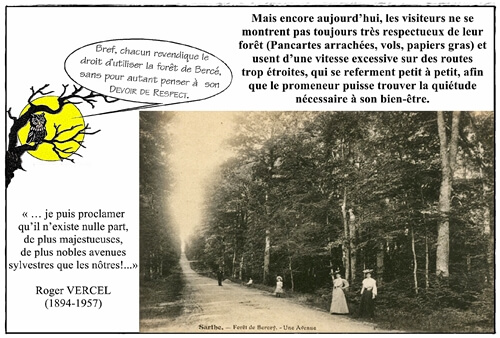 Mais encore aujourd'hui, les visiteurs ne se
montrent pas toujours très respectueux de leur
forêt (Pancartes arrachées, vols, papiers gras) et
usent d'une vitesse excessive sur des routes
trop étroites, qui se referment petit à petit, afin
que le promeneur puisse trouver la quiétude
nécessaire à son bien-être.
Bref, chacun revendique le
droit d'utiliser la forêt de Bercé,
sans pour autant penser à son
DEVOIR DE RESPECT.
« … je puis proclamer
qu'il n'existe nulle part,
de plus majestueuses,
de plus nobles avenues
sylvestres que les nôtres!...»
Roger VERCEL
(1894-1957)
Sarthe. – Forêt de Bercey. - Une Avenue